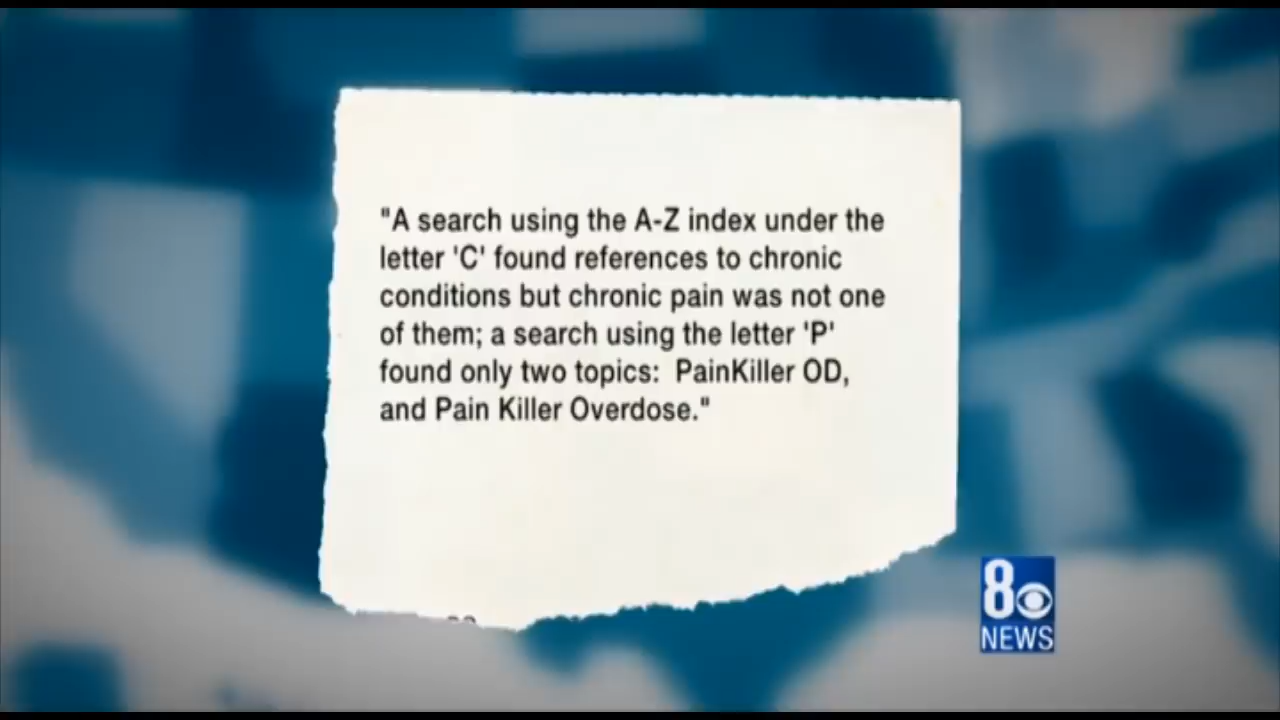 "A search using the A-Z index under the
letter 'C' found references to chronic
conditions but chronic pain was not one
of them; a search using the letter 'P'
found only two topics:  PainKiller OD,
and Pain Killer Overdose."
8
NEWS